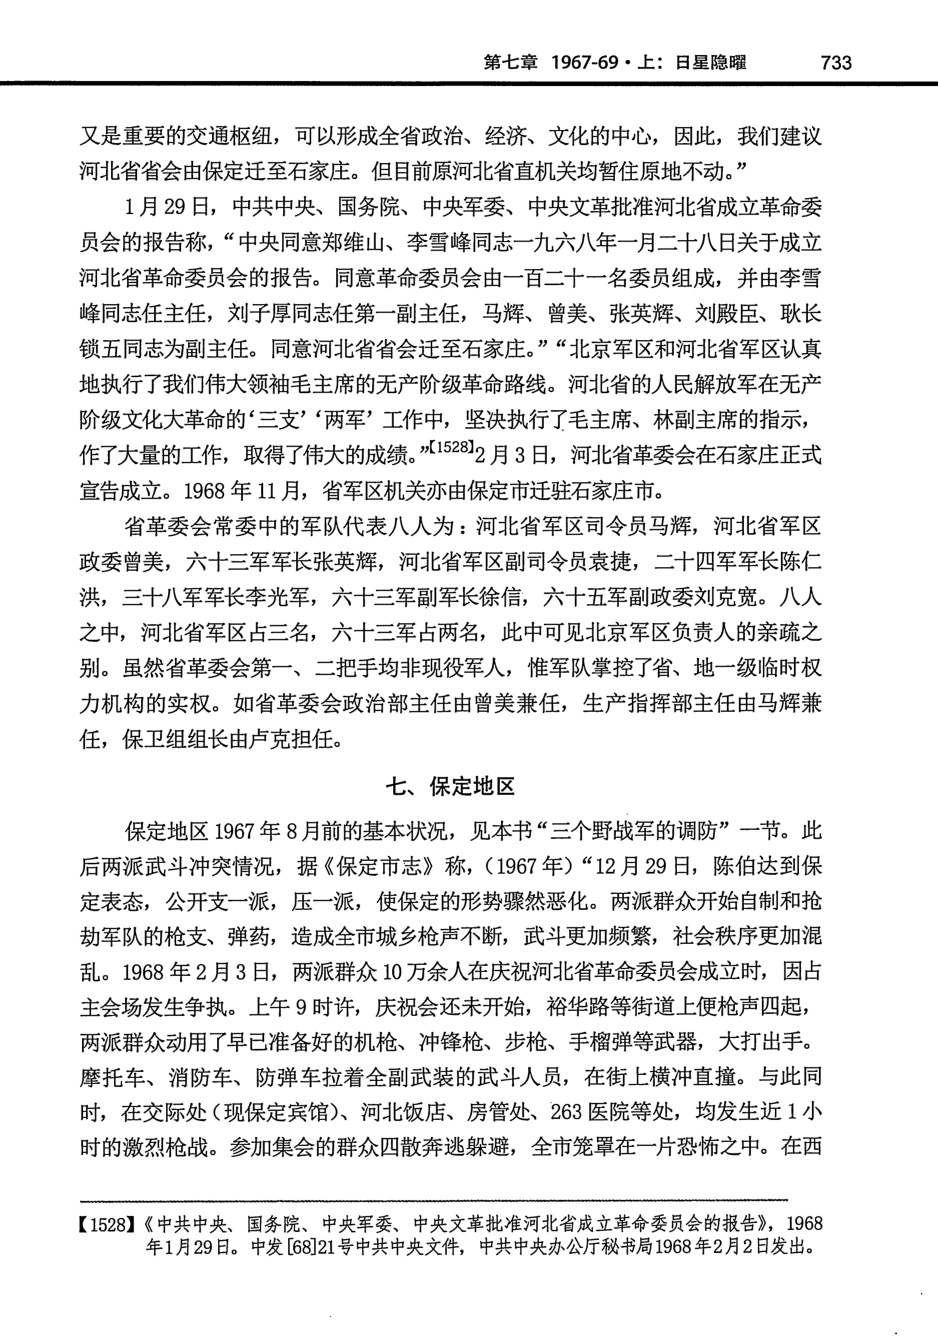 第七章 1967-69·上：日星隐曜 733
又是重要的交通枢纽，可以形成全省政治、经济、文化的中心，因此，我们建议
河北省省会由保定迁至石家庄。但目前原河北省直机关均暂住原地不动。”
1月29日，中共中央、国务院、中央军委、中央文革批准河北省成立革命委
员会的报告称，“中央同意郑维山、李雪峰同志一九六八年一月二十八日关于成立
河北省革命委员会的报告。同意革命委员会由一百二十一名委员组成，并由李雪
峰同志任主任，刘子厚同志任第一副主任，马辉、曾美、张英辉、刘殿臣、耿长
锁五同志为副主任。同意河北省省会迁至石家庄。”“北京军区和河北省军区认真
地执行了我们伟大领袖毛主席的无产阶级革命路线。河北省的人民解放军在无产
阶级文化大革命的‘三支’‘两军’工作中，坚决执行了毛主席、林副主席的指示，
作了大量的工作，取得了伟大的成绩。”【1528】2月3日，河北省革委会在石家庄正式
宣告成立。1968年11月，省军区机关亦由保定市迁驻石家庄市。
省革委会常委中的军队代表八人为：河北省军区司令员马辉，河北省军区
政委曾美，六十三军军长张英辉，河北省军区副司令员袁捷，二十四军军长陈仁
洪，三十八军军长李光军，六十三军副军长徐信，六十五军副政委刘克宽。八人
之中，河北省军区占三名，六十三军占两名，此中可见北京军区负责人的亲疏之
别。虽然省革委会第一、二把手均非现役军人，惟军队掌控了省、地一级临时权
力机构的实权。如省革委会政治部主任由曾美兼任，生产指挥部主任由马辉兼
任，保卫组组长由卢克担任。
七、保定地区
保定地区1967年8月前的基本状况，见本书“三个野战军的调防”一节。此
后两派武斗冲突情况，据《保定市志》称，（1967年）“12月29日，陈伯达到保
定表态，公开支一派，压一派，使保定的形势骤然恶化。两派群众开始自制和抢
劫军队的枪支、弹药，造成全市城乡枪声不断，武斗更加频繁，社会秩序更加混
乱。1968年2月3日，两派群众10万余人在庆祝河北省革命委员会成立时，因占
主会场发生争执。上午9时许，庆祝会还未开始，裕华路等街道上便枪声四起，
两派群众动用了早已准备好的机枪、冲锋枪、步枪、手榴弹等武器，大打出手。
摩托车、消防车、防弹车拉着全副武装的武斗人员，在街上横冲直撞。与此同
时，在交际处（现保定宾馆）、河北饭店、房管处、263医院等处，均发生近1小
时的激烈枪战。参加集会的群众四散奔逃躲避，全市笼罩在一片恐怖之中。在西
【1528】《中共中央、国务院、中央军委、中央文革批准河北省成立革命委员会的报告》，1968
年1月29日。中发[68]21号中共中央文件，中共中央办公厅秘书局1968年2月2日发出。